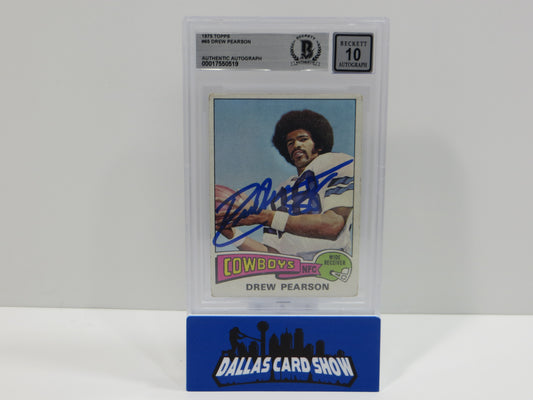 1975 TOPPS
#65 DREW PEARSON
AUTHENTIC AUTOGRAPH
00017550519
BECKETT
10
AUTOGRAPH
COWBOYS
NFC
WIDE
RECEIVER
DREW PEARSON
DALLAS CARD SHOW